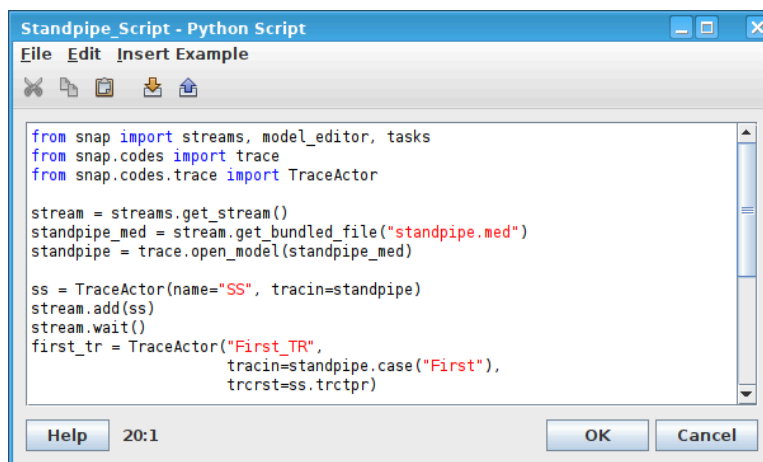 Standpipe_Script - Python Script
File Edit Insert Example
from snap import streams, model_editor, tasks
from snap.codes import trace
from snap.codes.trace import TraceActor
stream = streams.get_stream()
standpipe_med = stream.get_bundled_file("standpipe.med")
standpipe = trace.open_model(standpipe_med)
ss = TraceActor(name="SS", tracin=standpipe)
stream.add(ss)
stream.wait()
first_tr = TraceActor("First_TR",
                      tracin=standpipe.case("First"),
                      trcrst=ss.trctpr)
Help 20:1 OK Cancel